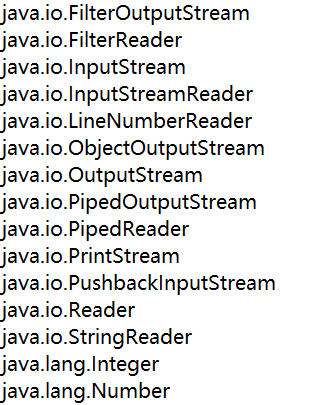 java.io.FilterOutputStream
java.io.FilterReader
java.io.InputStream
java.io.InputStreamReader
java.io.LineNumberReader
java.io.ObjectOutputStream
java.io.OutputStream
java.io.PipedOutputStream
java.io.PipedReader
java.io.PrintStream
java.io.PushbackInputStream
java.io.Reader
java.io.StringReader
java.lang.Integer
java.lang.Number